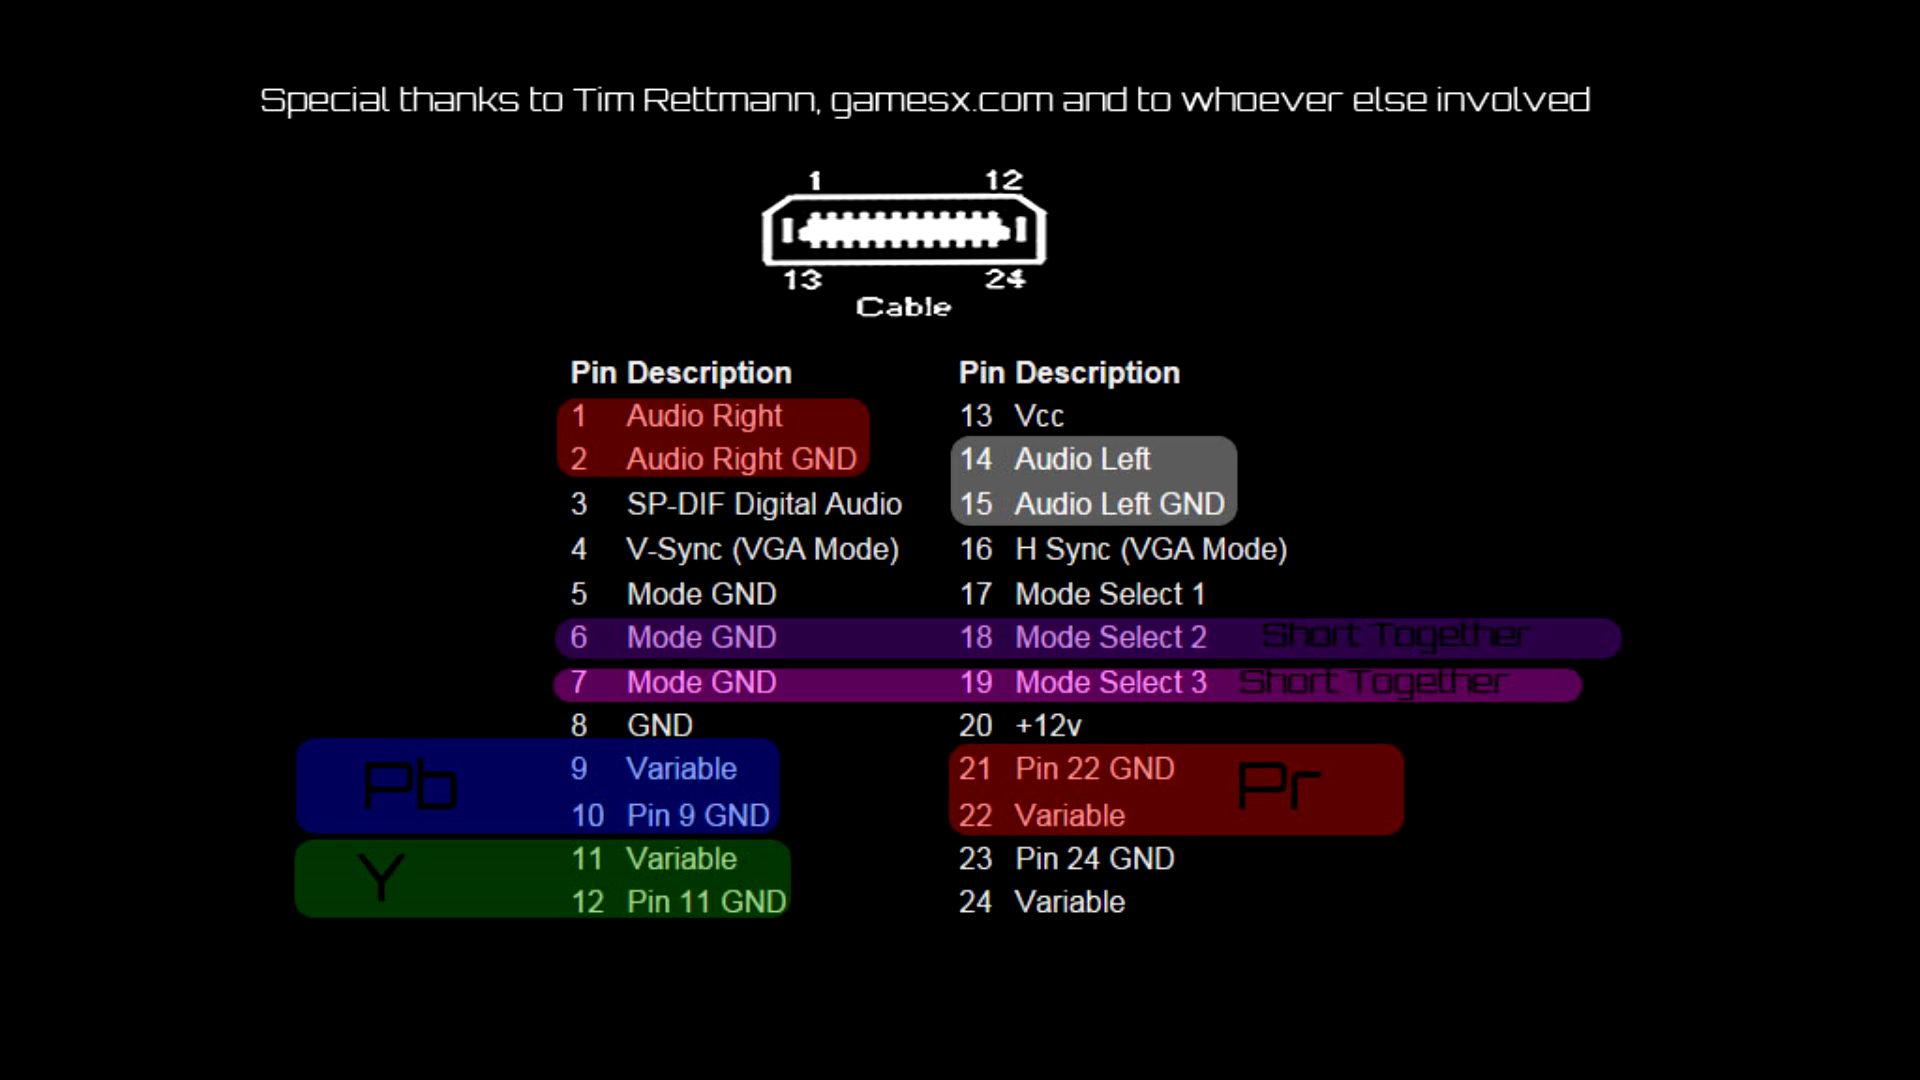 Special thanks to Tim Rettmann, gamesx.com and to whoever else involved
1 12
13 24
Cable
Pin Description Pin Description
1 Audio Right 13 Vcc
2 Audio Right GND 14 Audio Left
3 SP-DIF Digital Audio 15 Audio Left GND
4 V-Sync (VGA Mode) 16 H Sync (VGA Mode)
5 Mode GND 17 Mode Select 1
6 Mode GND 18 Mode Select 2 Short Together
7 Mode GND 19 Mode Select 3 Short Together
8 GND 20 +12v
Pb 9 Variable 21 Pin 22 GND Pr
10 Pin 9 GND 22 Variable
Y 11 Variable 23 Pin 24 GND
12 Pin 11 GND 24 Variable